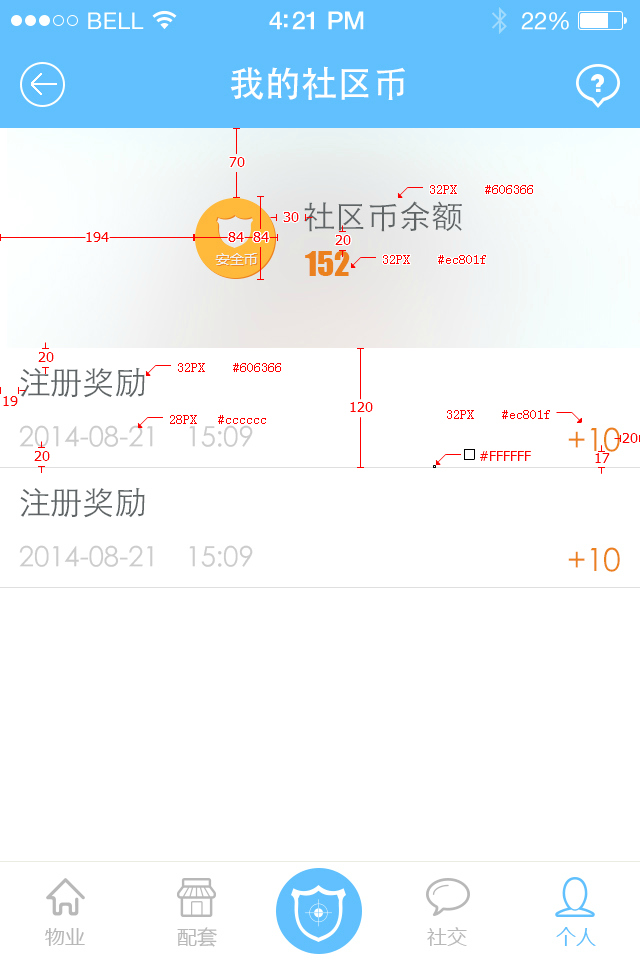 BELL 4:21 PM 22%
我的社区币 ?
70
32PX #606366
30 社区币余额
194 84 84 20
安全币 152 32PX #ec801f
20
注册奖励 32PX #606366
19 120
28PX #cccccc 32PX #ec801f
2014-08-21 15:09 +10 20
20 #FFFFFF 17
注册奖励
2014-08-21 15:09 +10
物业 配套 社交 个人